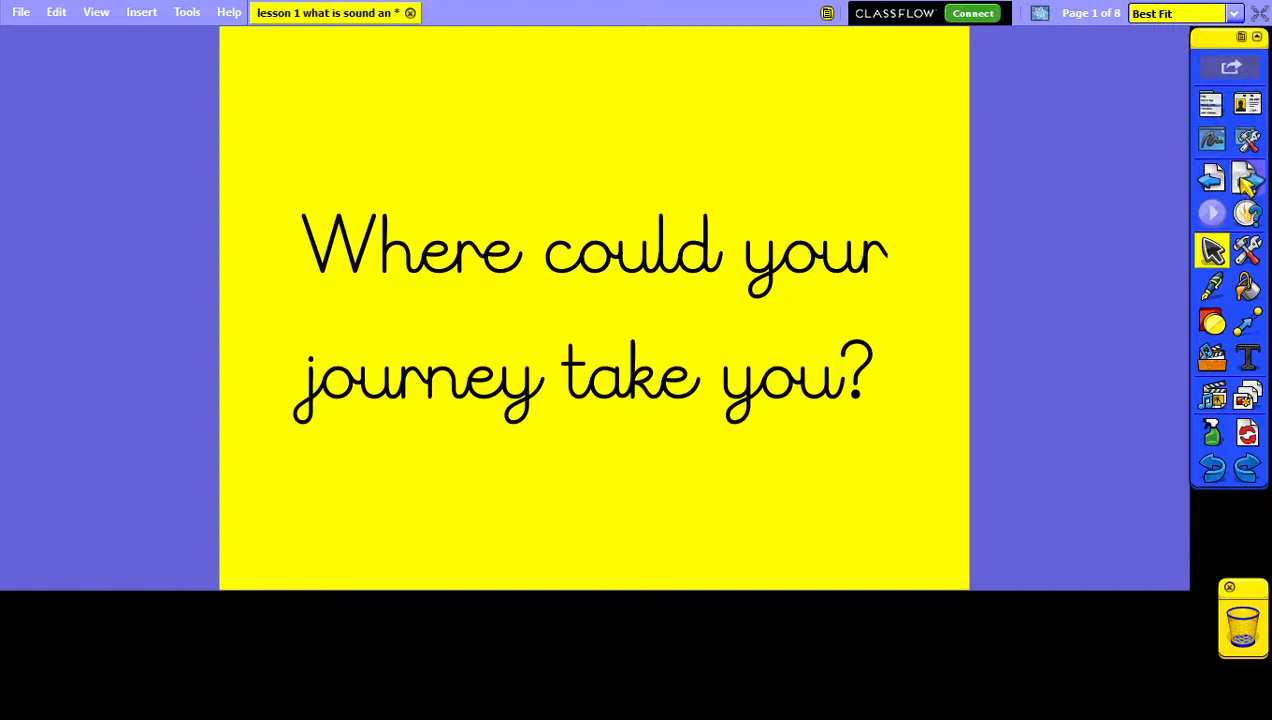 File Edit View Insert Tools Help
lesson 1 what is sound an *
CLASSFLOW Connect
Page 1 of 8
Best Fit
Where could your
journey take you?